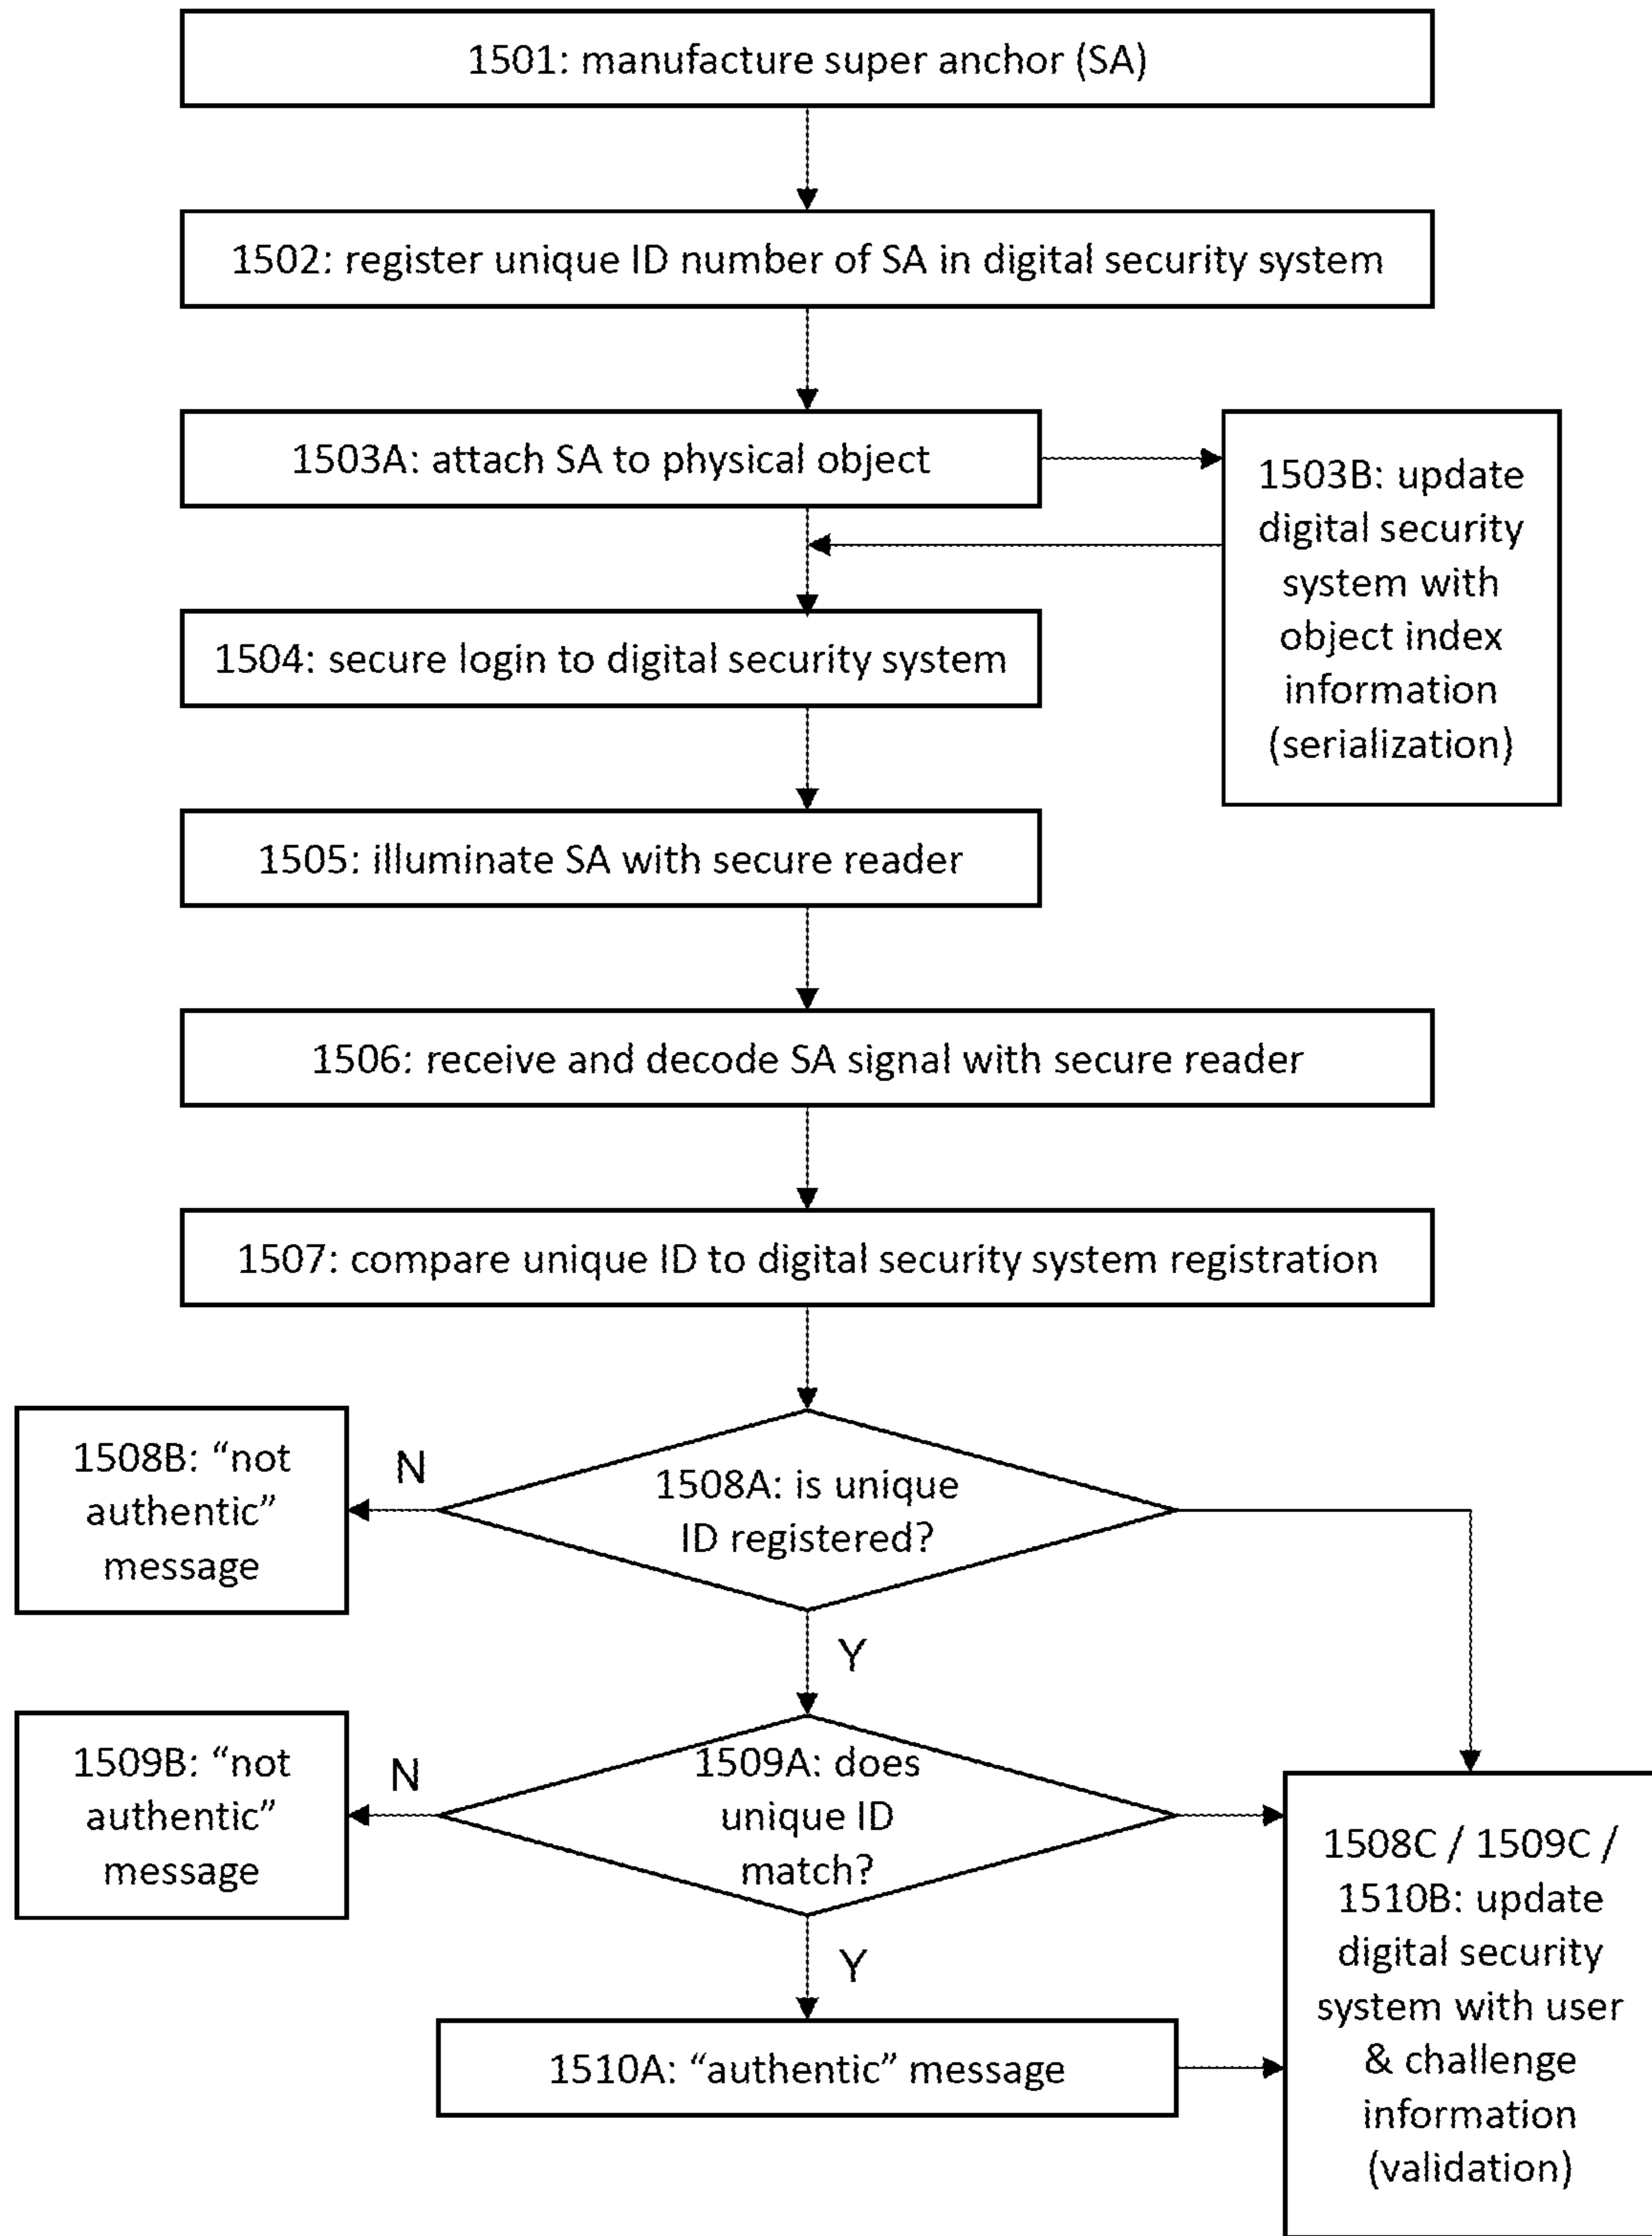 1501: manufacture super anchor (SA)
1502: register unique ID number of SA in digital security system
1503A: attach SA to physical object
1503B: update
digital security
system with
object index
information
(serialization)
1504: secure login to digital security system
1505: illuminate SA with secure reader
1506: receive and decode SA signal with secure reader
1507: compare unique ID to digital security system registration
1508B: “not
authentic”
message
N
1508A: is unique
ID registered?
Y
1509B: “not
authentic”
message
N
1509A: does
unique ID
match?
Y
1510A: “authentic” message
1508C / 1509C /
1510B: update
digital security
system with user
& challenge
information
(validation)